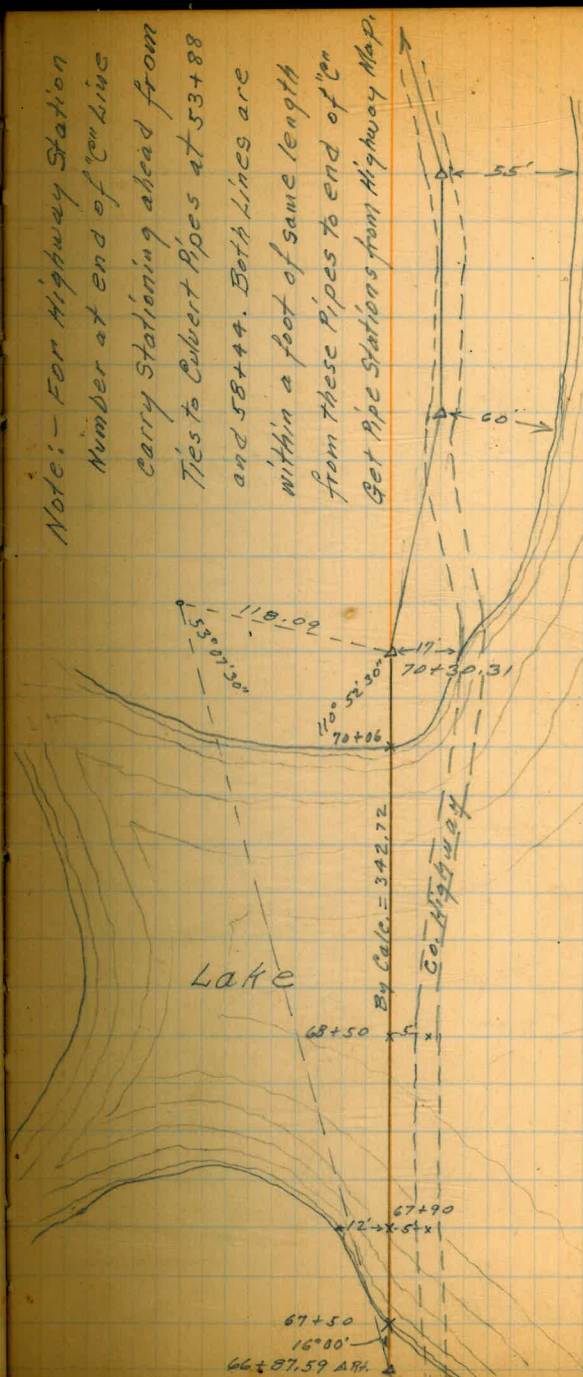 Note:- For Highway Station
Number at end of "C" Line
carry Stationing ahead from
Ties to Culvert Pipes at 53+88
and 58+44. Both Lines are
within a foot of same length
from these Pipes to end of "C"
Get Pipe Stations from Highway Map.
55'
60'
118.09
53°07'30"
110° 52'30"
17'
70+30.31
70+06
By Calc. = 342.72
Co. Highway
Lake
68+50
5'
67+90
12'
5'
67+50
16°00'
66+87.59